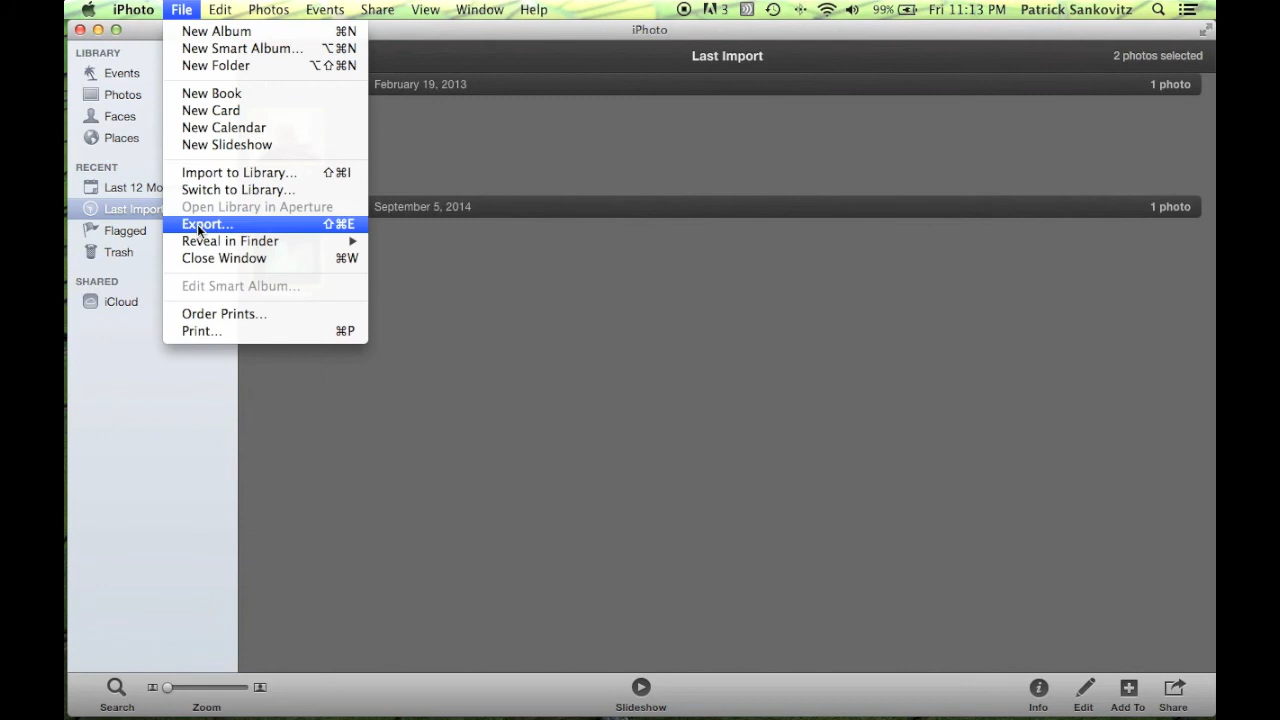 iPhoto File Edit Photos Events Share View Window Help 3 99% Fri 11:13 PM Patrick Sankovitz
iPhoto
LIBRARY
Events
Photos
Faces
Places
RECENT
Last 12 Mo
Last Import
Flagged
Trash
SHARED
iCloud
New Album ⌘N
New Smart Album... ⌥⌘N
New Folder ⌥⇧⌘N
New Book
New Card
New Calendar
New Slideshow
Import to Library... ⇧⌘I
Switch to Library...
Open Library in Aperture
Export... ⇧⌘E
Reveal in Finder ▶
Close Window ⌘W
Edit Smart Album...
Order Prints...
Print... ⌘P
Last Import 2 photos selected
February 19, 2013 1 photo
September 5, 2014 1 photo
Search Zoom Slideshow Info Edit Add To Share